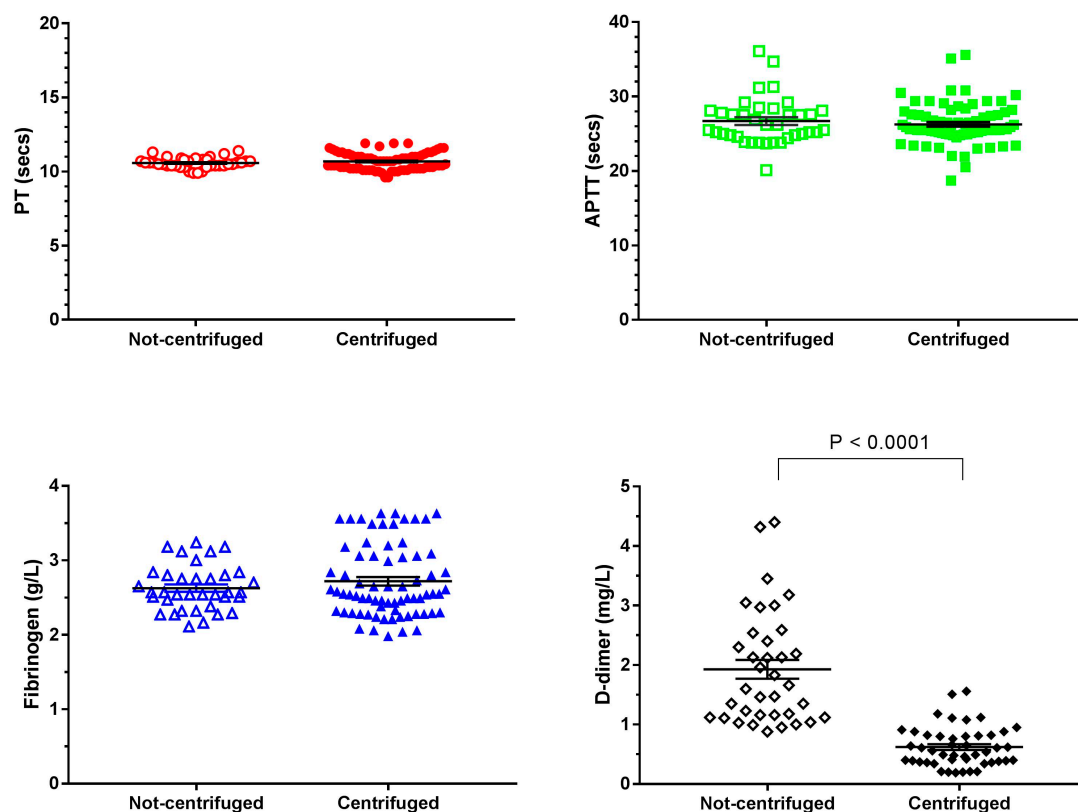 PT (secs)
20
15
10
5
0
Not-centrifuged Centrifuged
APTT (secs)
40
30
20
10
0
Not-centrifuged Centrifuged
Fibrinogen (g/L)
4
3
2
1
0
Not-centrifuged Centrifuged
P < 0.0001
D-dimer (mg/L)
5
4
3
2
1
0
Not-centrifuged Centrifuged